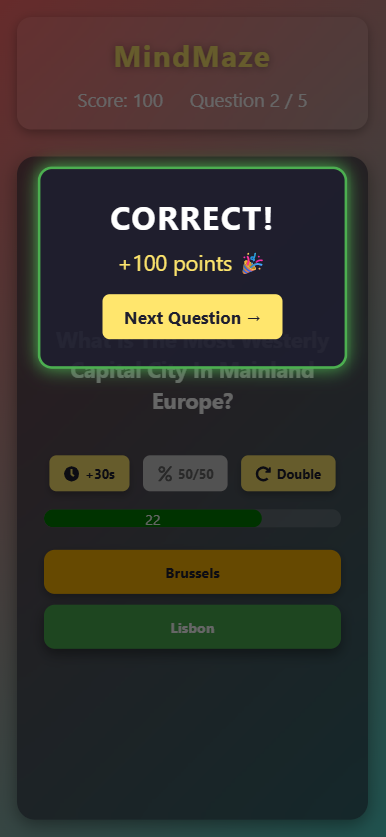 MindMaze
Score: 100 Question 2 / 5
CORRECT!
+100 points 🎉
Next Question →
What Is The Most Westerly
Capital City In Mainland
Europe?
+30s % 50/50 Double
22
Brussels
Lisbon